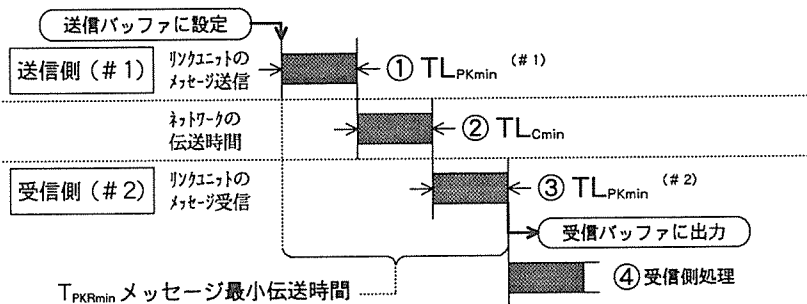 送信バッファに設定
送信側(#1)
リンクユニットの
メッセージ送信
① TLPKmin (#1)
ネットワークの
伝送時間
② TLCmin
受信側(#2)
リンクユニットの
メッセージ受信
③ TLPKmin (#2)
受信バッファに出力
④ 受信側処理
TPKRmin メッセージ最小伝送時間